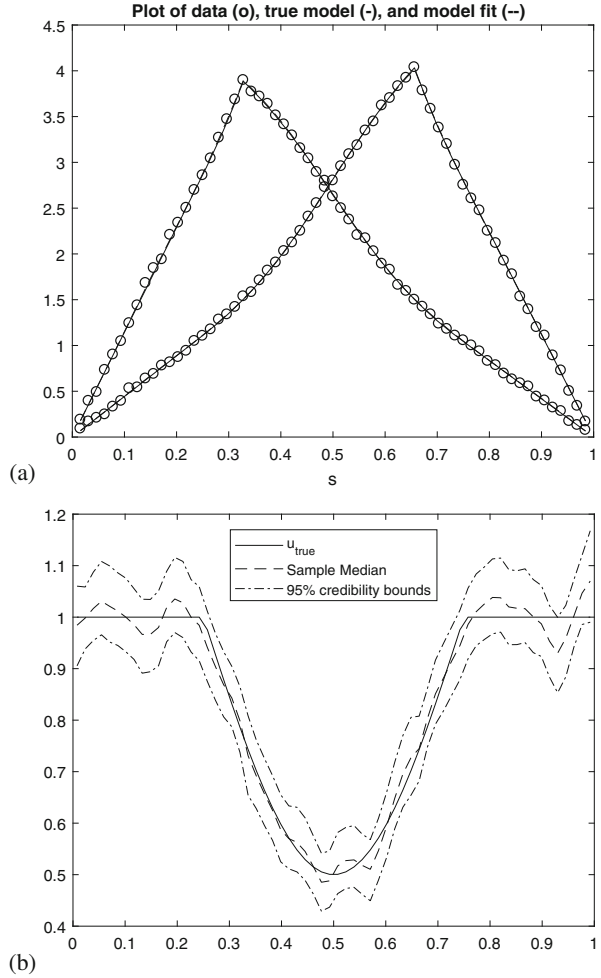 Plot of data (o), true model (-), and model fit (--)
4.5
4
3.5
3
2.5
2
1.5
1
0.5
0
0 0.1 0.2 0.3 0.4 0.5 0.6 0.7 0.8 0.9 1
s
(a)
1.2
1.1
1
0.9
0.8
0.7
0.6
0.5
0.4
u_true
Sample Median
95% credibility bounds
0 0.1 0.2 0.3 0.4 0.5 0.6 0.7 0.8 0.9 1
(b)